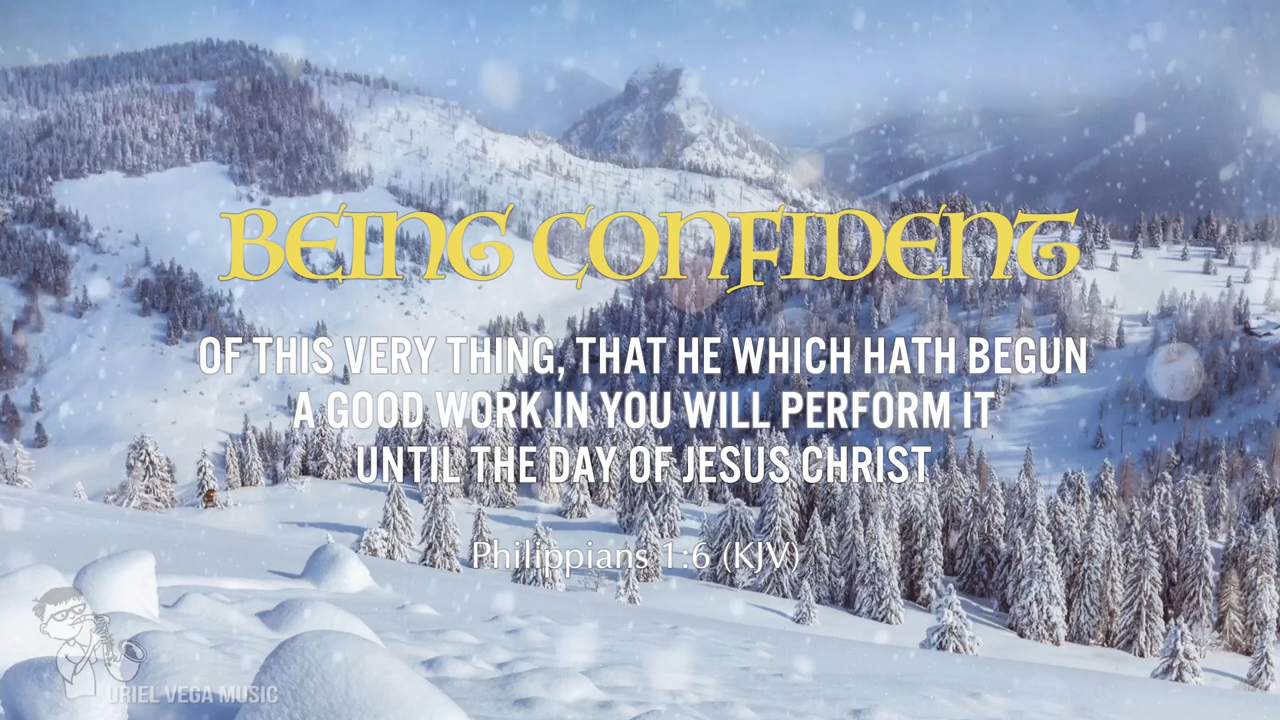 BEING CONFIDENT
OF THIS VERY THING, THAT HE WHICH HATH BEGUN
A GOOD WORK IN YOU WILL PERFORM IT
UNTIL THE DAY OF JESUS CHRIST
Philippians 1:6 (KJV)
URIEL VEGA MUSIC